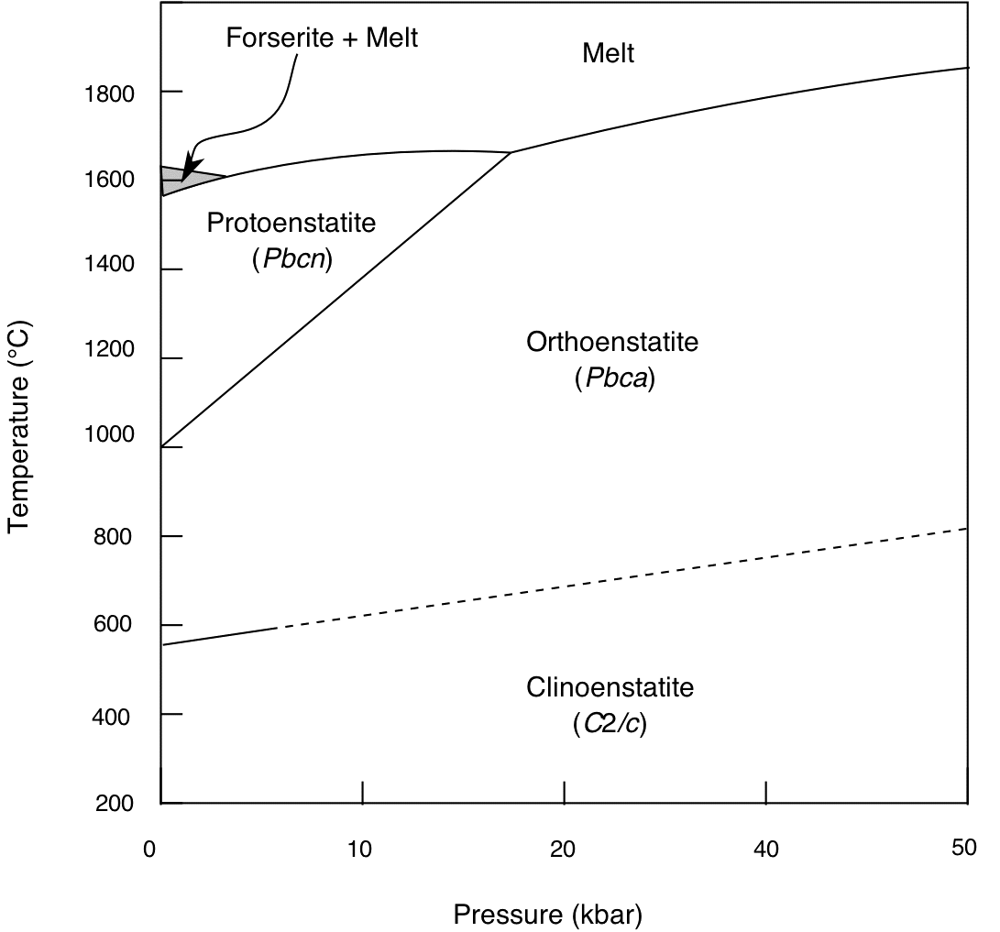 Forserite + Melt
Melt
1800
1600
Protoenstatite
(Pbcn)
1400
Orthoenstatite
(Pbca)
1200
Temperature (°C)
1000
800
600
Clinoenstatite
(C2/c)
400
200
0 10 20 40 50
Pressure (kbar)